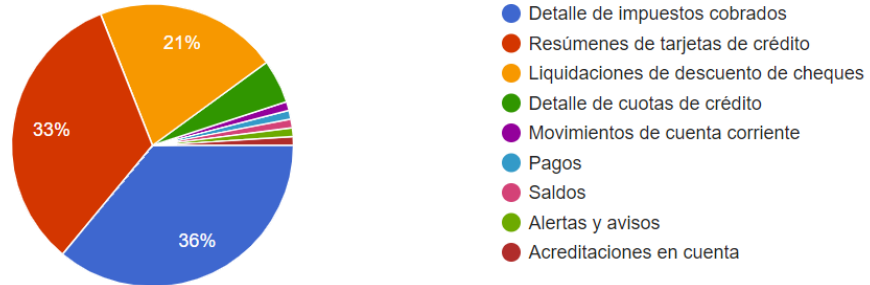 21%
33%
36%
Detalle de impuestos cobrados
Resúmenes de tarjetas de crédito
Liquidaciones de descuento de cheques
Detalle de cuotas de crédito
Movimientos de cuenta corriente
Pagos
Saldos
Alertas y avisos
Acreditaciones en cuenta